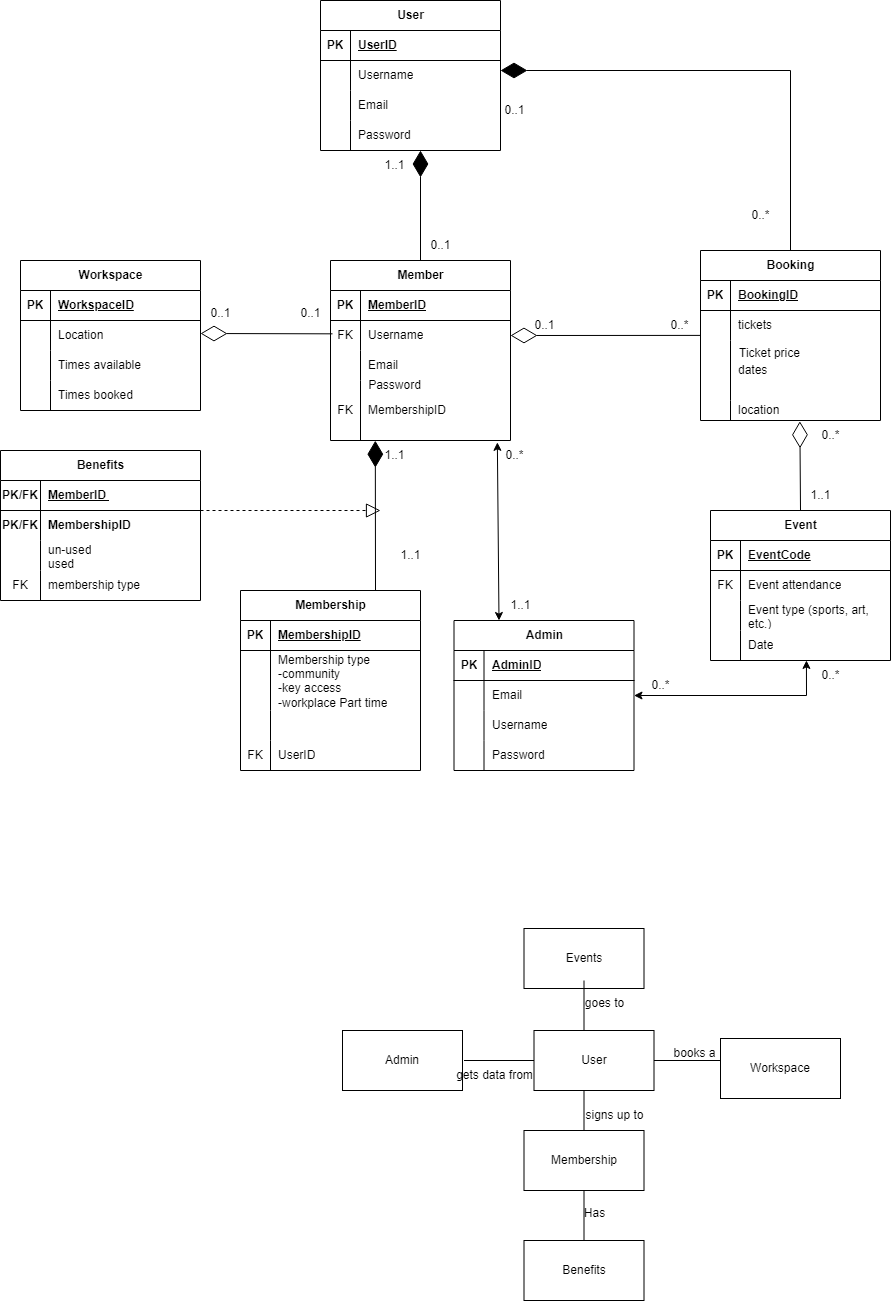 User
PK UserID
Username
Email
Password
0..1
1..1
0..*
0..1
Workspace
PK WorkspaceID
Location
Times available
Times booked
0..1
0..1
Member
PK MemberID
FK Username
Email
Password
FK MembershipID
0..1
0..*
Booking
PK BookingID
tickets
Ticket price
dates
location
0..*
1..1
Benefits
PK/FK MemberID
PK/FK MembershipID
un-used
used
FK membership type
1..1
1..1
0..*
1..1
Membership
PK MembershipID
Membership type
-community
-key access
-workplace Part time
FK UserID
Admin
PK AdminID
Email
Username
Password
Event
PK EventCode
FK Event attendance
Event type (sports, art,
etc.)
Date
0..*
0..*
Events
goes to
Admin
gets data from
User
books a
Workspace
signs up to
Membership
Has
Benefits